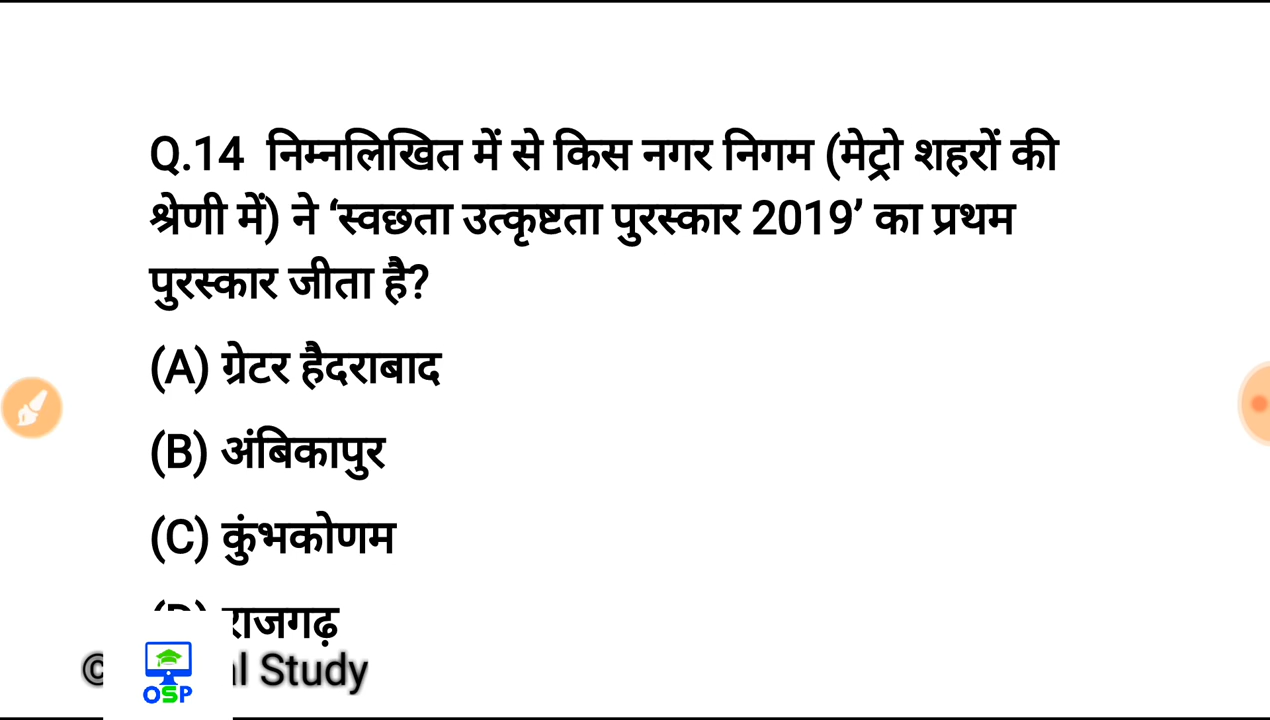 Q.14 निम्नलिखित में से किस नगर निगम (मेट्रो शहरों की
श्रेणी में) ने ‘स्वछता उत्कृष्टता पुरस्कार 2019’ का प्रथम
पुरस्कार जीता है?
(A) ग्रेटर हैदराबाद
(B) अंबिकापुर
(C) कुंभकोणम
(D) राजगढ़
© Study
OSP